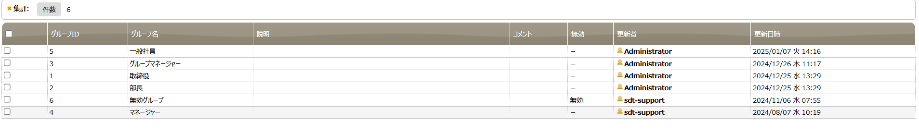 集計: 件数 6
グループID グループ名 説明 コメント 無効 更新者 更新日時
5 一般社員 -- Administrator 2025/01/07 火 14:16
3 グループマネージャー -- Administrator 2024/12/26 木 11:17
1 取締役 -- Administrator 2024/12/25 水 13:29
2 部長 -- Administrator 2024/12/25 水 13:29
6 無効グループ 無効 sdt-support 2024/11/06 水 07:55
4 マネージャー -- sdt-support 2024/08/07 水 10:19